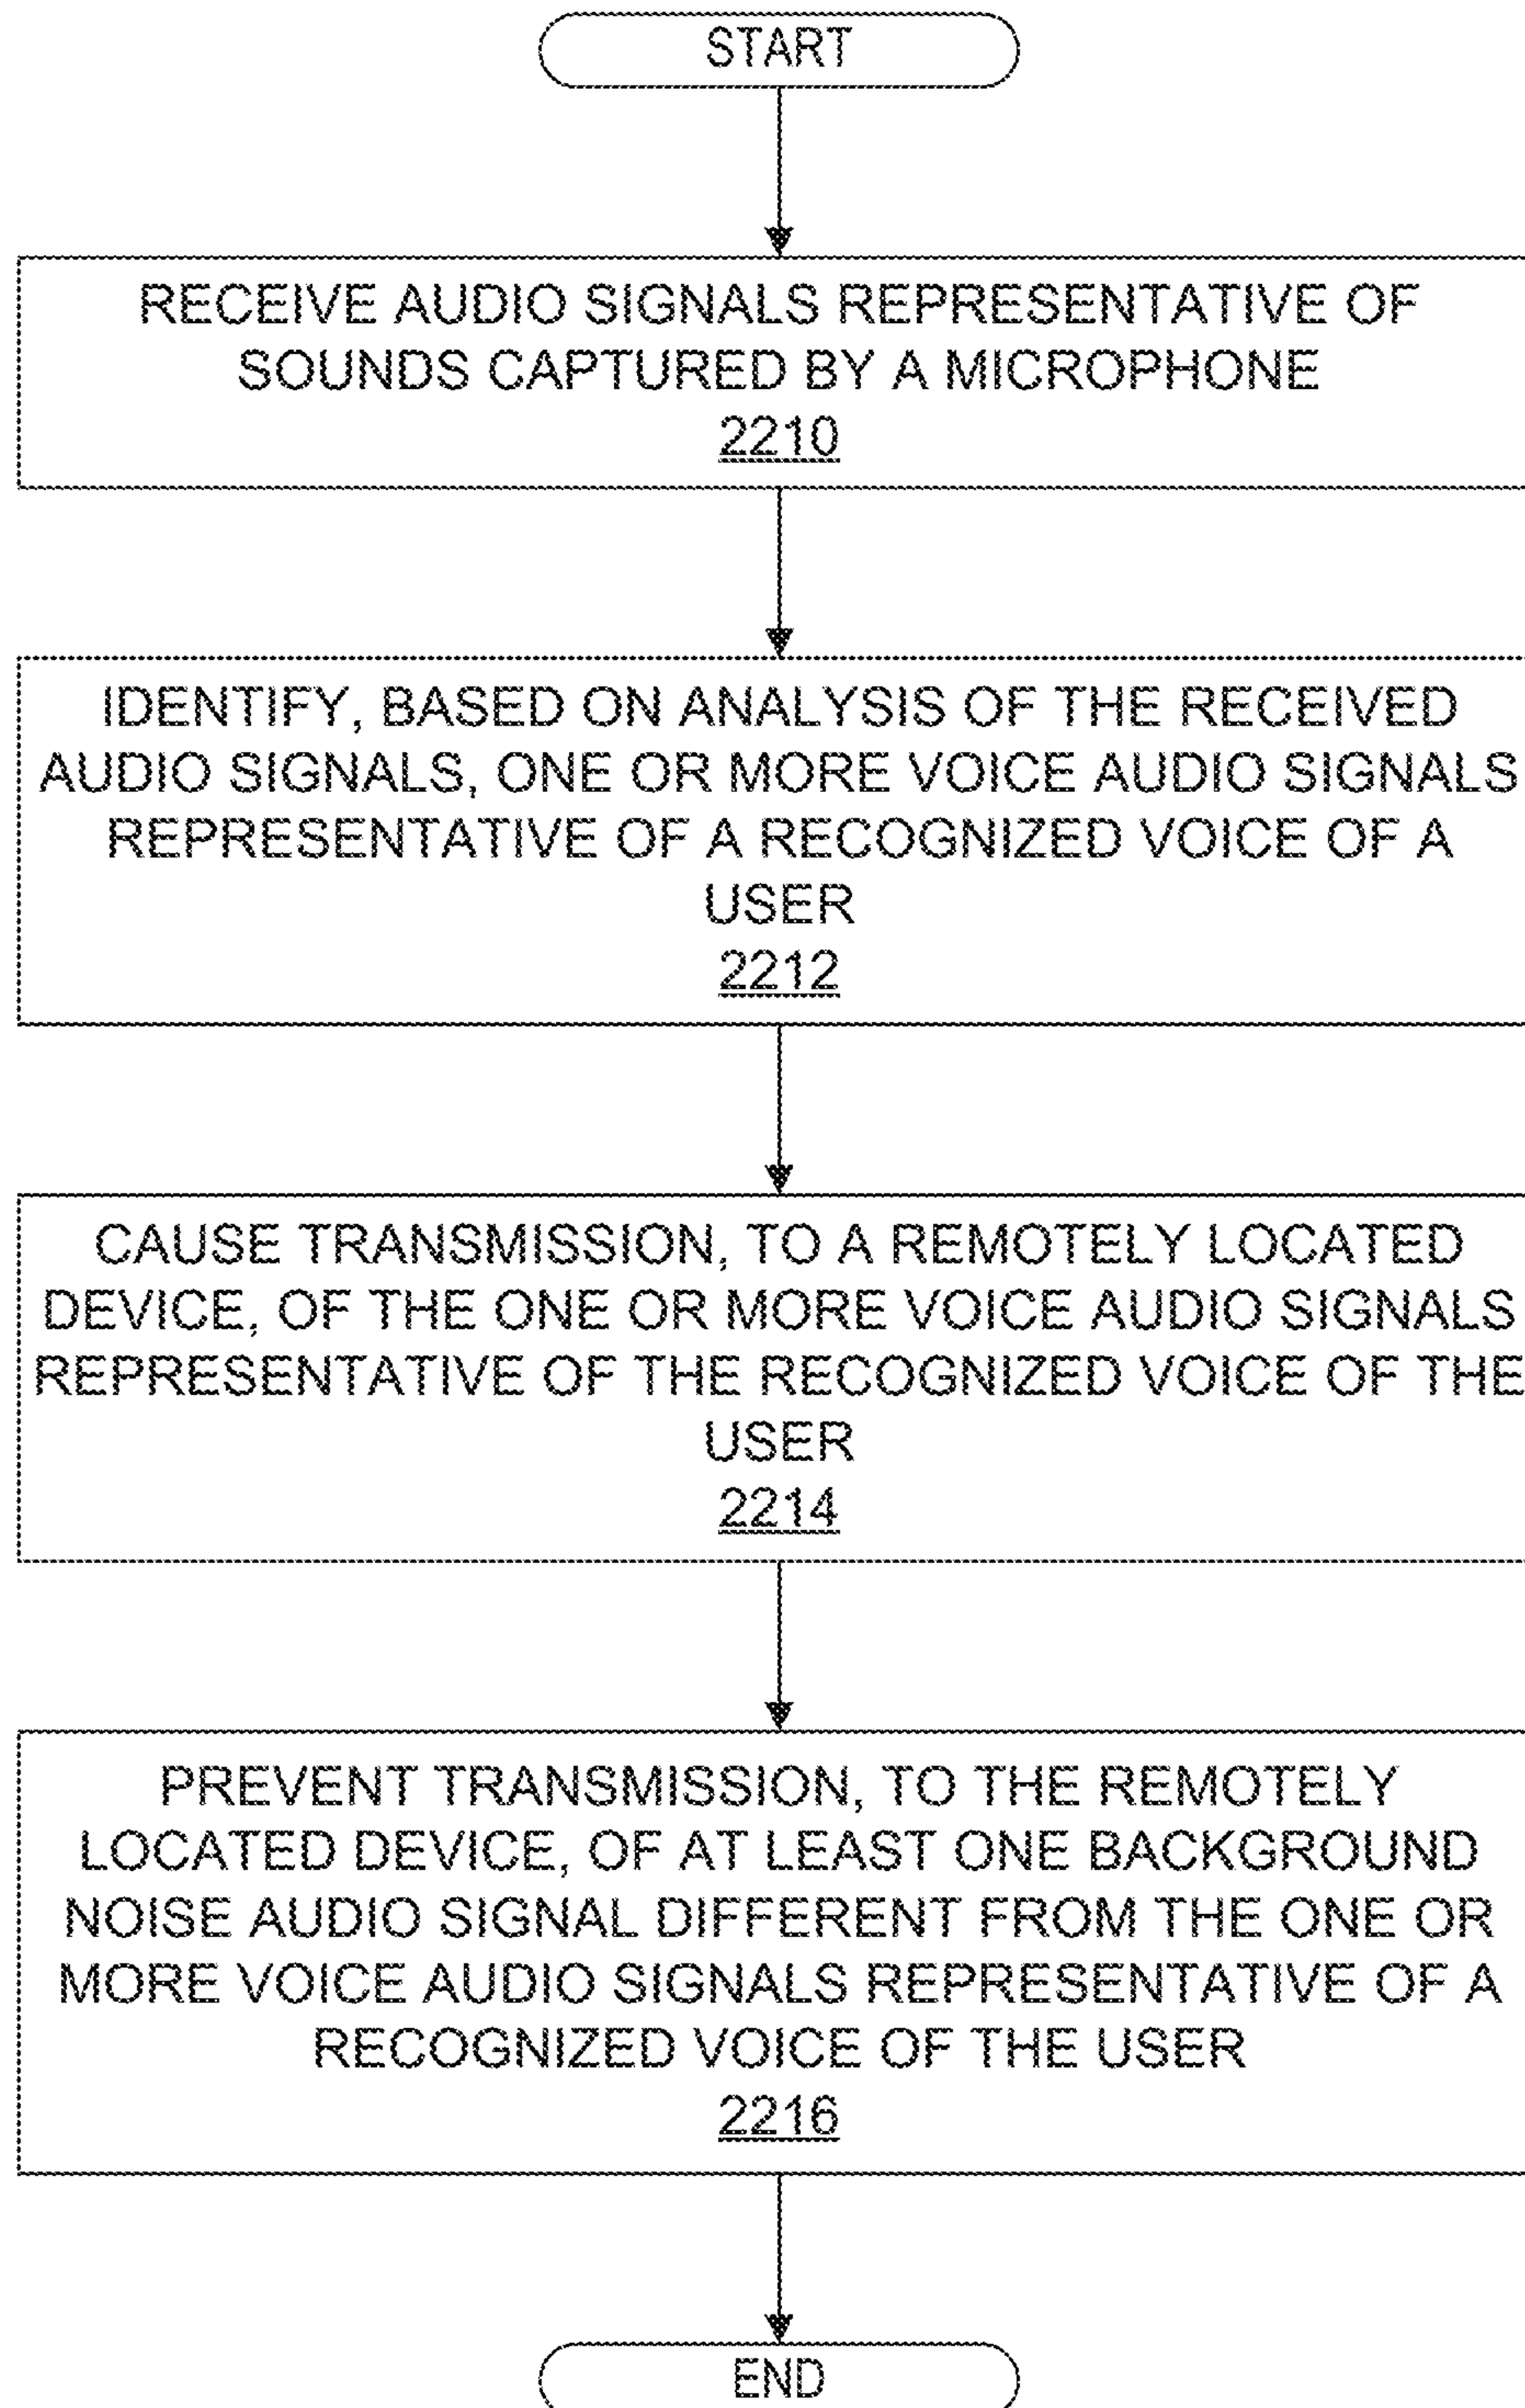 START
RECEIVE AUDIO SIGNALS REPRESENTATIVE OF
SOUNDS CAPTURED BY A MICROPHONE
2210
IDENTIFY, BASED ON ANALYSIS OF THE RECEIVED
AUDIO SIGNALS, ONE OR MORE VOICE AUDIO SIGNALS
REPRESENTATIVE OF A RECOGNIZED VOICE OF A
USER
2212
CAUSE TRANSMISSION, TO A REMOTELY LOCATED
DEVICE, OF THE ONE OR MORE VOICE AUDIO SIGNALS
REPRESENTATIVE OF THE RECOGNIZED VOICE OF THE
USER
2214
PREVENT TRANSMISSION, TO THE REMOTELY
LOCATED DEVICE, OF AT LEAST ONE BACKGROUND
NOISE AUDIO SIGNAL DIFFERENT FROM THE ONE OR
MORE VOICE AUDIO SIGNALS REPRESENTATIVE OF A
RECOGNIZED VOICE OF THE USER
2216
END